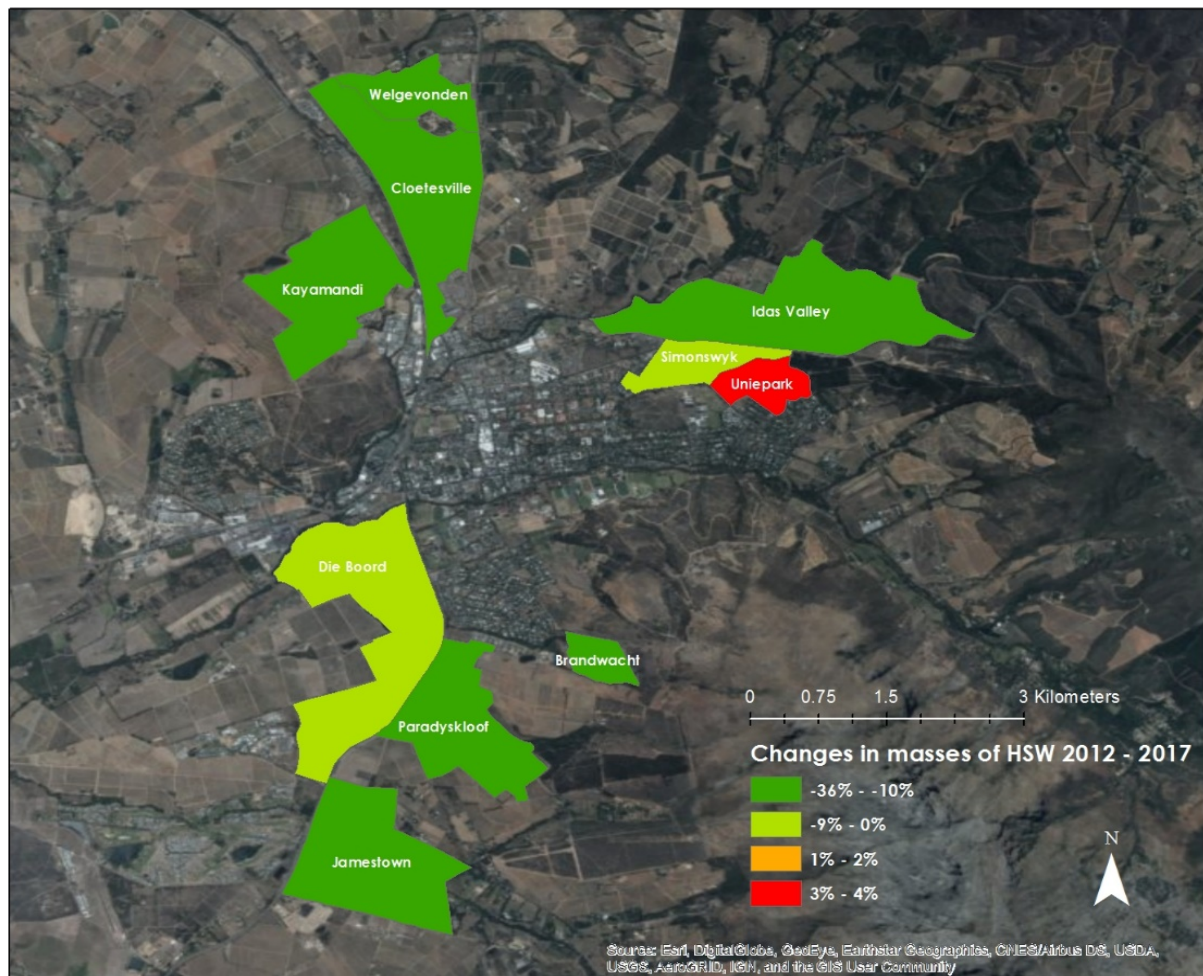 Welgevonden
Cloetesville
Kayamandi
Idas Valley
Simonswyk
Uniepark
Die Boord
Brandwacht
Paradyskloof
Jamestown
0 0.75 1.5 3 Kilometers
Changes in masses of HSW 2012 - 2017
-36% - -10%
-9% - 0%
1% - 2%
3% - 4%
N
Source: Esri, DigitalGlobe, GeoEye, Earthstar Geographics, CNES/Airbus DS, USDA,
USGS, AeroGRID, IGN, and the GIS User Community